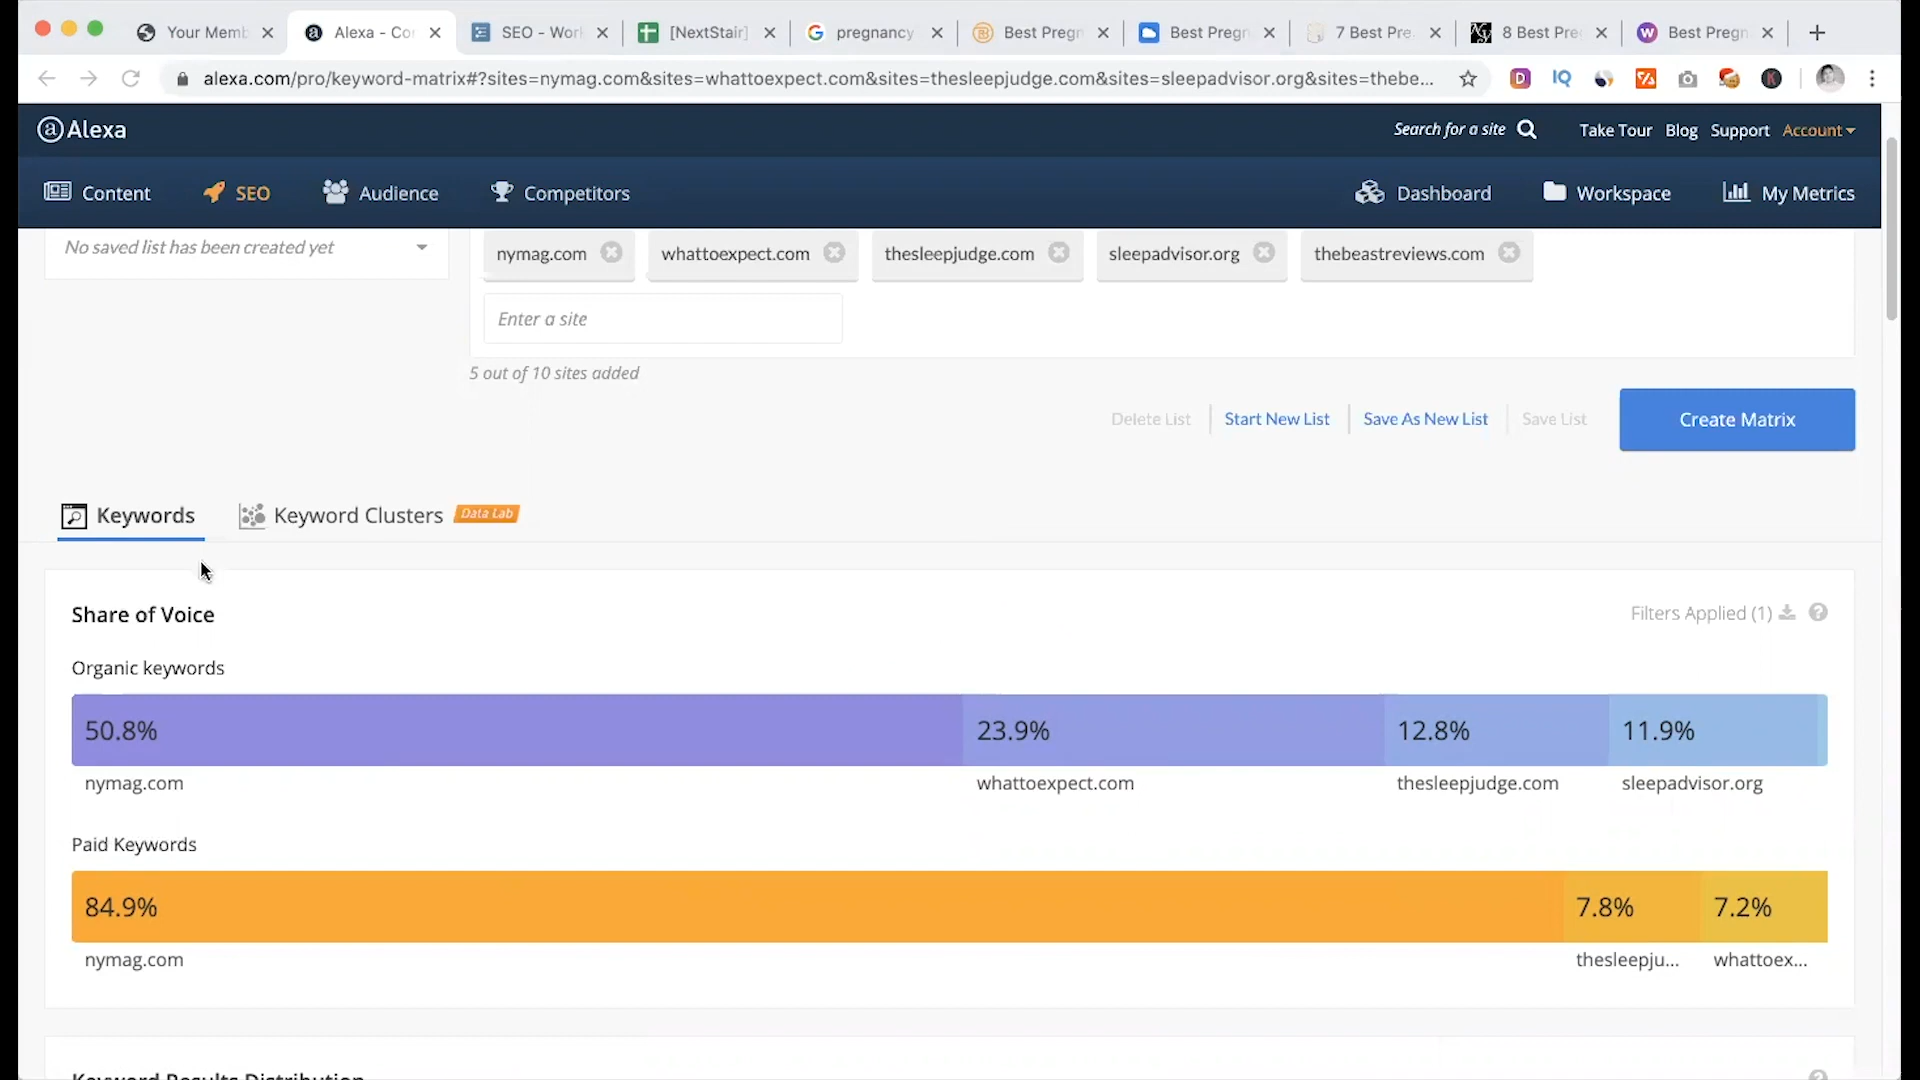 Your Memb
Alexa - Co
SEO - Worl
[NextStair]
pregnancy
Best Pregn
Best Pregn
7 Best Pre
8 Best Pre
Best Pregn
alexa.com/pro/keyword-matrix#?sites=nymag.com&sites=whattoexpect.com&sites=thesleepjudge.com&sites=sleepadvisor.org&sites=thebe...
Alexa
Search for a site
Take Tour
Blog
Support
Account
Content
SEO
Audience
Competitors
Dashboard
Workspace
My Metrics
No saved list has been created yet
nymag.com
whattoexpect.com
thesleepjudge.com
sleepadvisor.org
thebeastreviews.com
Enter a site
5 out of 10 sites added
Delete List
Start New List
Save As New List
Save List
Create Matrix
Keywords
Keyword Clusters
Data Lab
Share of Voice
Filters Applied (1)
Organic keywords
50.8%
23.9%
12.8%
11.9%
nymag.com
whattoexpect.com
thesleepjudge.com
sleepadvisor.org
Paid Keywords
84.9%
7.8%
7.2%
nymag.com
thesleepju...
whattoex...
Keyword Results Distribution